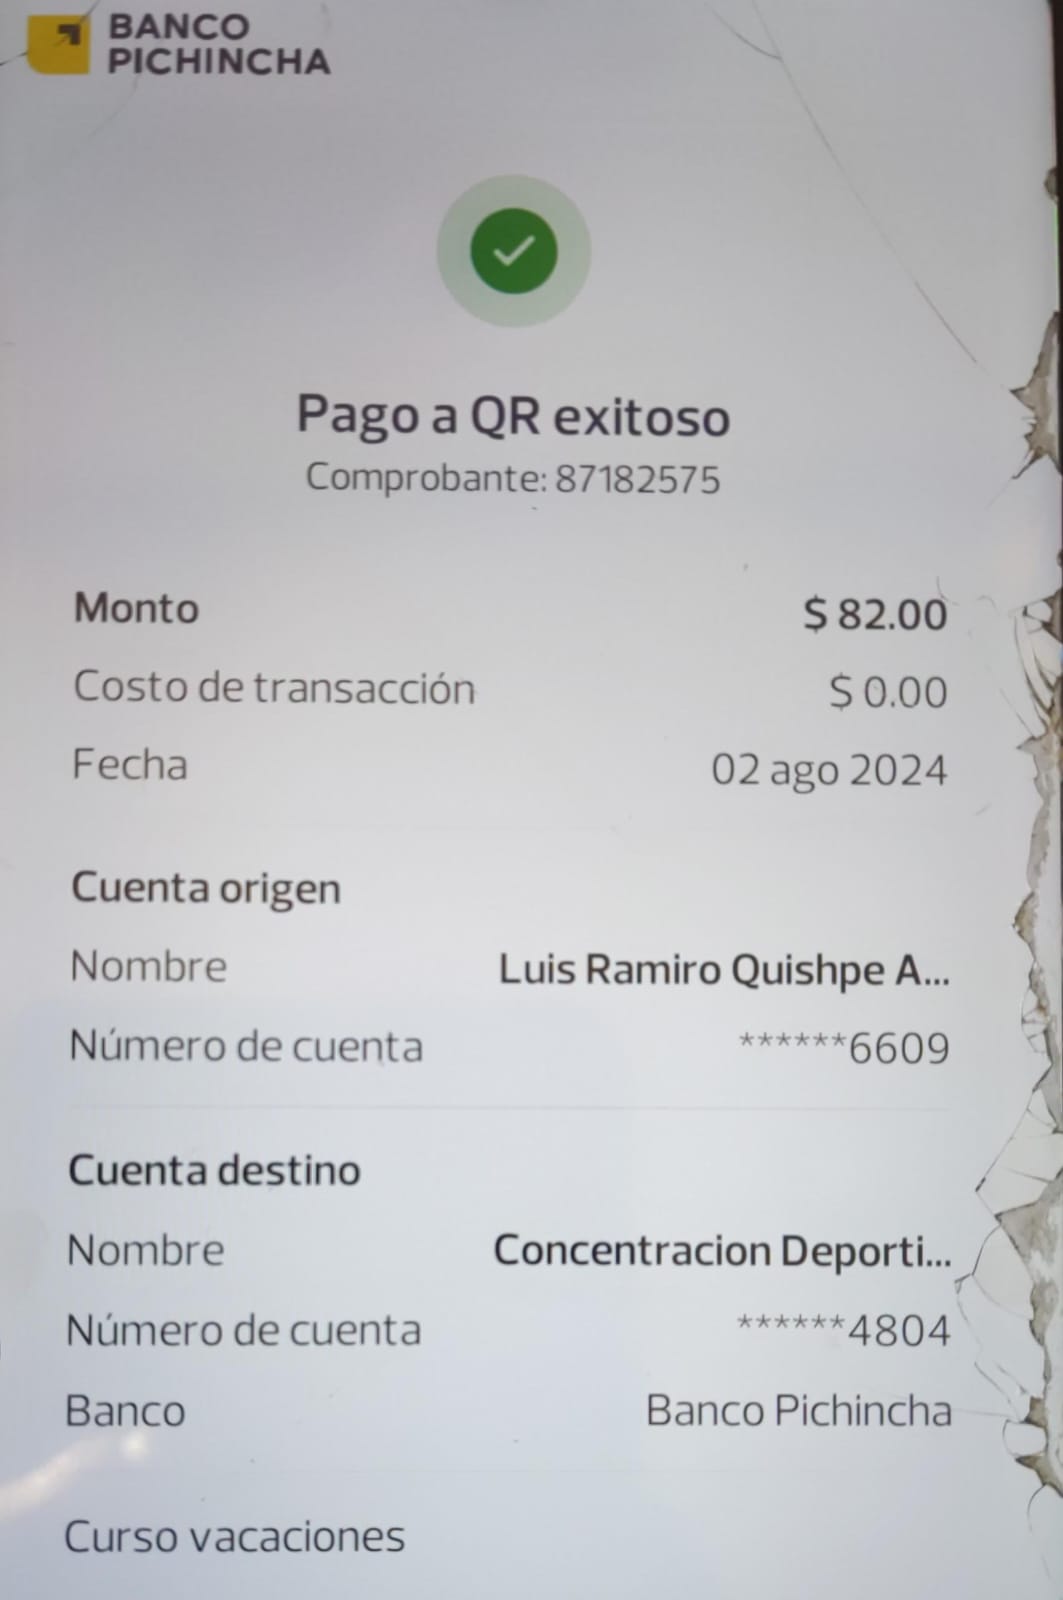 BANCO
PICHINCHA
Pago a QR exitoso
Comprobante: 87182575
Monto $ 82.00
Costo de transacción $ 0.00
Fecha 02 ago 2024
Cuenta origen
Nombre Luis Ramiro Quishpe A...
Número de cuenta ******6609
Cuenta destino
Nombre Concentracion Deporti...
Número de cuenta ******4804
Banco Banco Pichincha
Curso vacaciones